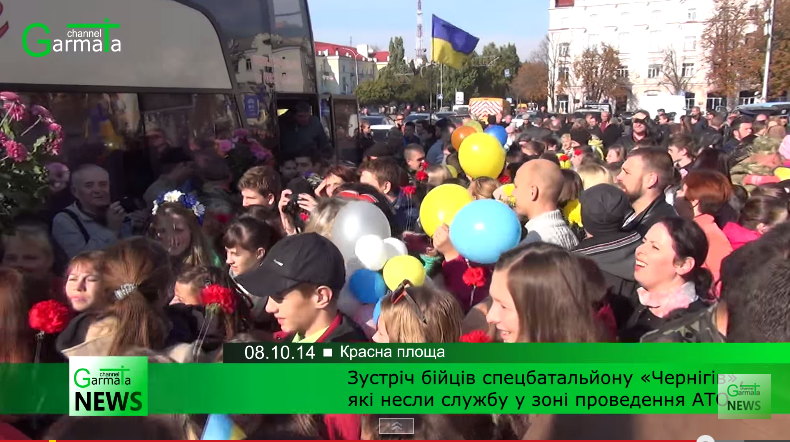 channel
Garmata
08.10.14 ■ Красна площа
channel
Garmata
NEWS
Зустріч бійців спецбатальйону «Чернігів»,
які несли службу у зоні проведення АТО
channel
Garmata
NEWS